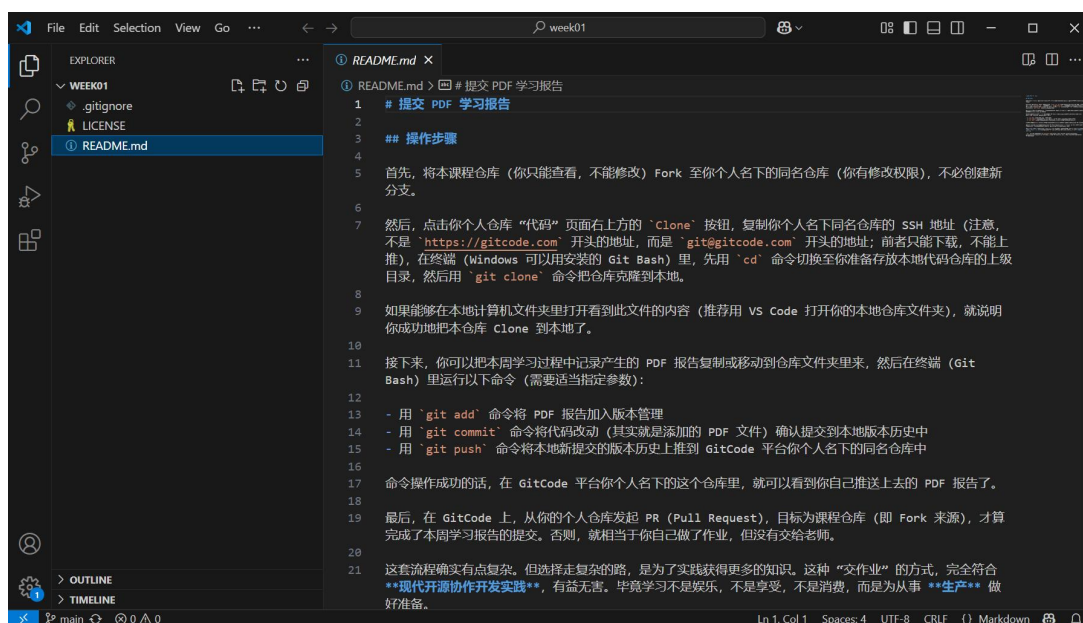 File Edit Selection View Go ··· week01
EXPLORER ···
README.md
WEEK01
README.md > # 提交 PDF 学习报告
.gitignore
LICENSE
README.md
1 # 提交 PDF 学习报告
2
3 ## 操作步骤
4
5 首先，将本课程仓库（你只能查看，不能修改）Fork 至你个人名下的同名仓库（你有修改权限），不必创建新
分支。
6
7 然后，点击你个人仓库“代码”页面右上方的 `Clone` 按钮，复制你个人名下同名仓库的 SSH 地址（注意，
不是 `https://gitcode.com` 开头的地址，而是 `git@gitcode.com` 开头的地址；前者只能下载，不能上
推），在终端（Windows 可以用安装的 Git Bash）里，先用 `cd` 命令切换至你准备存放本地代码仓库的上级
目录，然后用 `git clone` 命令把仓库克隆到本地。
8
9 如果能够在本地计算机文件夹里打开看到此文件的内容（推荐用 VS Code 打开你的本地仓库文件夹），就说明
你成功地把本仓库 Clone 到本地了。
10
11 接下来，你可以把本周学习过程中记录产生的 PDF 报告复制或移动到仓库文件夹里来，然后在终端（Git
Bash）里运行以下命令（需要适当指定参数）：
12
13 - 用 `git add` 命令将 PDF 报告加入版本管理
14 - 用 `git commit` 命令将代码改动（其实就是添加的 PDF 文件）确认提交到本地版本历史中
15 - 用 `git push` 命令将本地新提交的版本历史上推到 GitCode 平台你个人名下的同名仓库中
16
17 命令操作成功的话，在 GitCode 平台你个人名下的这个仓库里，就可以看到你自己推送上去的 PDF 报告了。
18
19 最后，在 GitCode 上，从你的个人仓库发起 PR（Pull Request），目标为课程仓库（即 Fork 来源），才算
完成了本周学习报告的提交。否则，就相当于你自己做了作业，但没有交给老师。
20
21 这套流程确实有点复杂。但选择走复杂的路，是为了实践获得更多的知识。这种“交作业”的方式，完全符合
**现代开源协作开发实践**，有益无害。毕竟学习不是娱乐，不是享受，不是消费，而是为从事 **生产** 做
好准备。
OUTLINE
TIMELINE
1
main 0 0 Ln 1, Col 1 Spaces: 4 UTF-8 CRLF {} Markdown